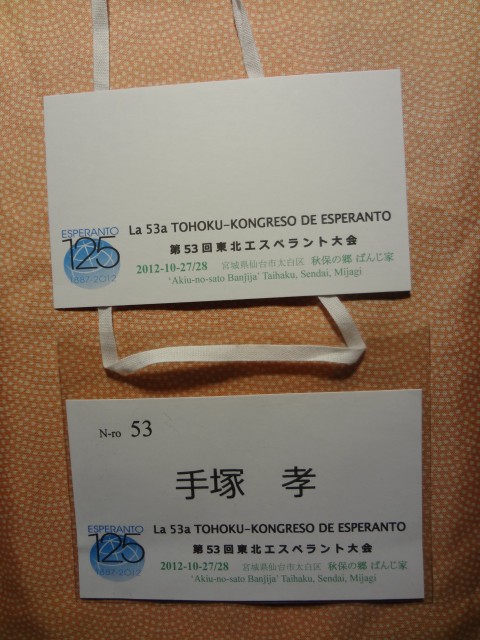 ESPERANTO
125
1887-2012
La 53a TOHOKU-KONGRESO DE ESPERANTO
第53回東北エスペラント大会
2012-10-27/28 宮城県仙台市太白区 秋保の郷 ばんじ家
'Akiu-no-sato Banĵija' Taihaku, Sendai, Mijagi
N-ro 53
手塚 孝
ESPERANTO
125
1887-2012
La 53a TOHOKU-KONGRESO DE ESPERANTO
第53回東北エスペラント大会
2012-10-27/28 宮城県仙台市太白区 秋保の郷 ばんじ家
'Akiu-no-sato Banĵija' Taihaku, Sendai, Mijagi